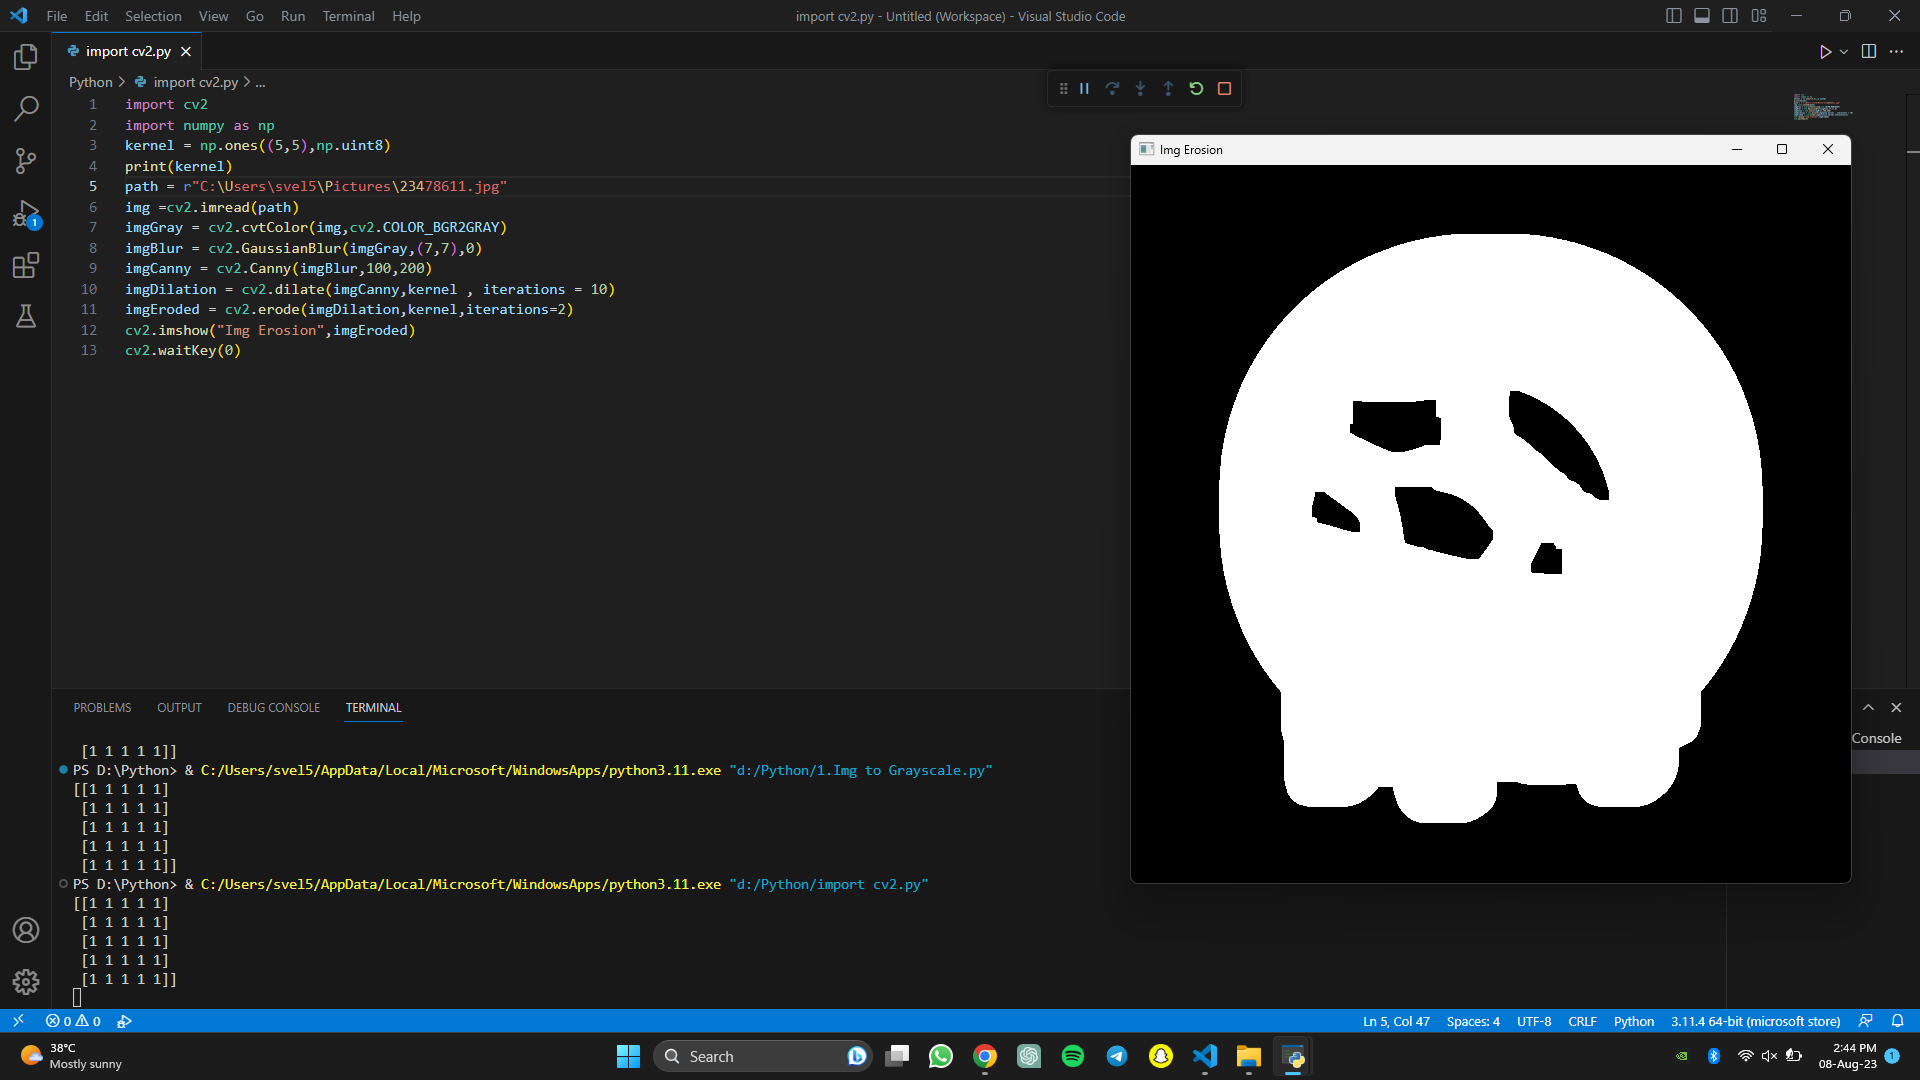 File Edit Selection View Go Run Terminal Help
import cv2.py - Untitled (Workspace) - Visual Studio Code
import cv2.py
Python > import cv2.py > ...
1 import cv2
2 import numpy as np
3 kernel = np.ones((5,5),np.uint8)
4 print(kernel)
5 path = r"C:\Users\svel5\Pictures\23478611.jpg"
6 img =cv2.imread(path)
7 imgGray = cv2.cvtColor(img,cv2.COLOR_BGR2GRAY)
8 imgBlur = cv2.GaussianBlur(imgGray,(7,7),0)
9 imgCanny = cv2.Canny(imgBlur,100,200)
10 imgDilation = cv2.dilate(imgCanny,kernel , iterations = 10)
11 imgEroded = cv2.erode(imgDilation,kernel,iterations=2)
12 cv2.imshow("Img Erosion",imgEroded)
13 cv2.waitKey(0)
Img Erosion
1
PROBLEMS OUTPUT DEBUG CONSOLE TERMINAL
Console
[1 1 1 1 1]]
PS D:\Python> & C:/Users/svel5/AppData/Local/Microsoft/WindowsApps/python3.11.exe "d:/Python/1.Img to Grayscale.py"
[[1 1 1 1 1]
[1 1 1 1 1]
[1 1 1 1 1]
[1 1 1 1 1]
[1 1 1 1 1]]
PS D:\Python> & C:/Users/svel5/AppData/Local/Microsoft/WindowsApps/python3.11.exe "d:/Python/import cv2.py"
[[1 1 1 1 1]
[1 1 1 1 1]
[1 1 1 1 1]
[1 1 1 1 1]
[1 1 1 1 1]]
0 0
Ln 5, Col 47 Spaces: 4 UTF-8 CRLF Python 3.11.4 64-bit (microsoft store)
38°C
Mostly sunny
Search
2:44 PM
08-Aug-23
1